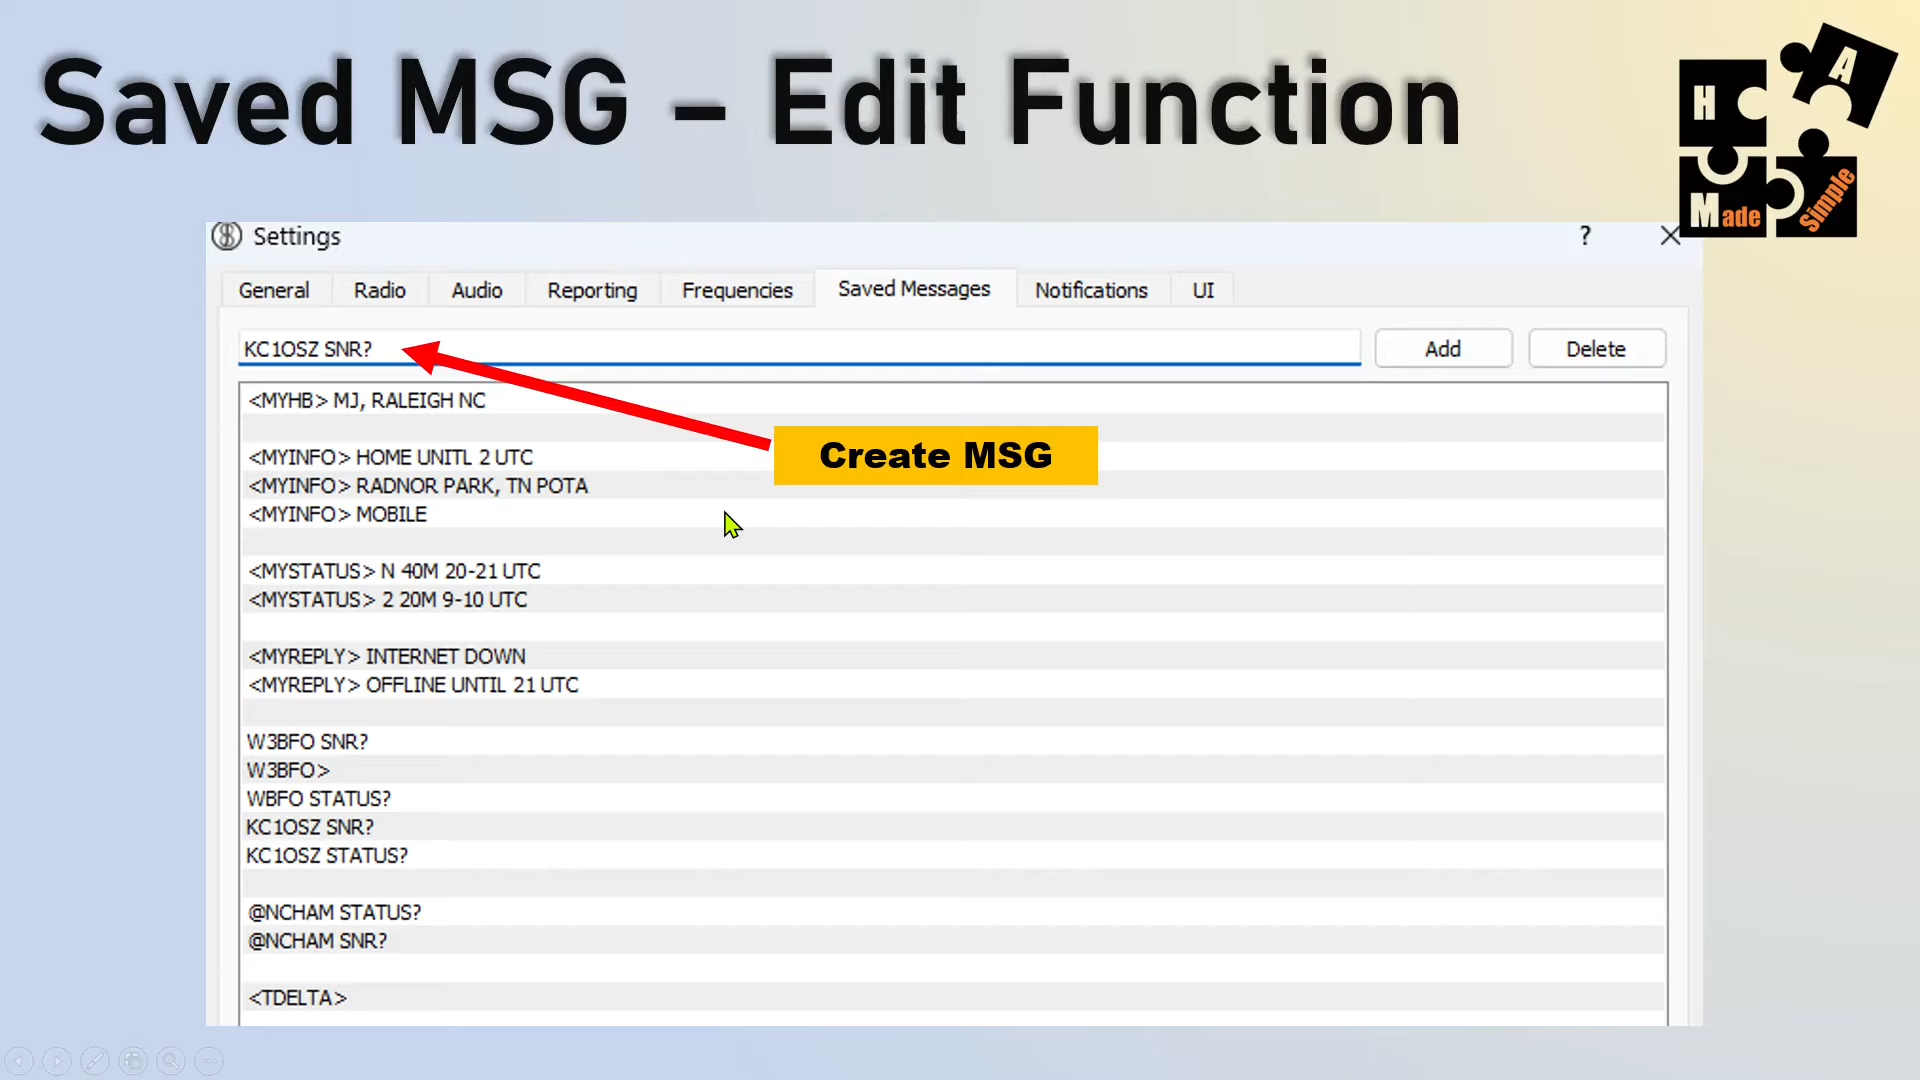 Saved MSG – Edit Function
H A Made Simple
Settings
?
General Radio Audio Reporting Frequencies Saved Messages Notifications UI
KC1OSZ SNR?
Add Delete
<MYHB> MJ, RALEIGH NC
Create MSG
<MYINFO> HOME UNITL 2 UTC
<MYINFO> RADNOR PARK, TN POTA
<MYINFO> MOBILE
<MYSTATUS> N 40M 20-21 UTC
<MYSTATUS> 2 20M 9-10 UTC
<MYREPLY> INTERNET DOWN
<MYREPLY> OFFLINE UNTIL 21 UTC
W3BFO SNR?
W3BFO>
WBFO STATUS?
KC1OSZ SNR?
KC1OSZ STATUS?
@NCHAM STATUS?
@NCHAM SNR?
<TDELTA>